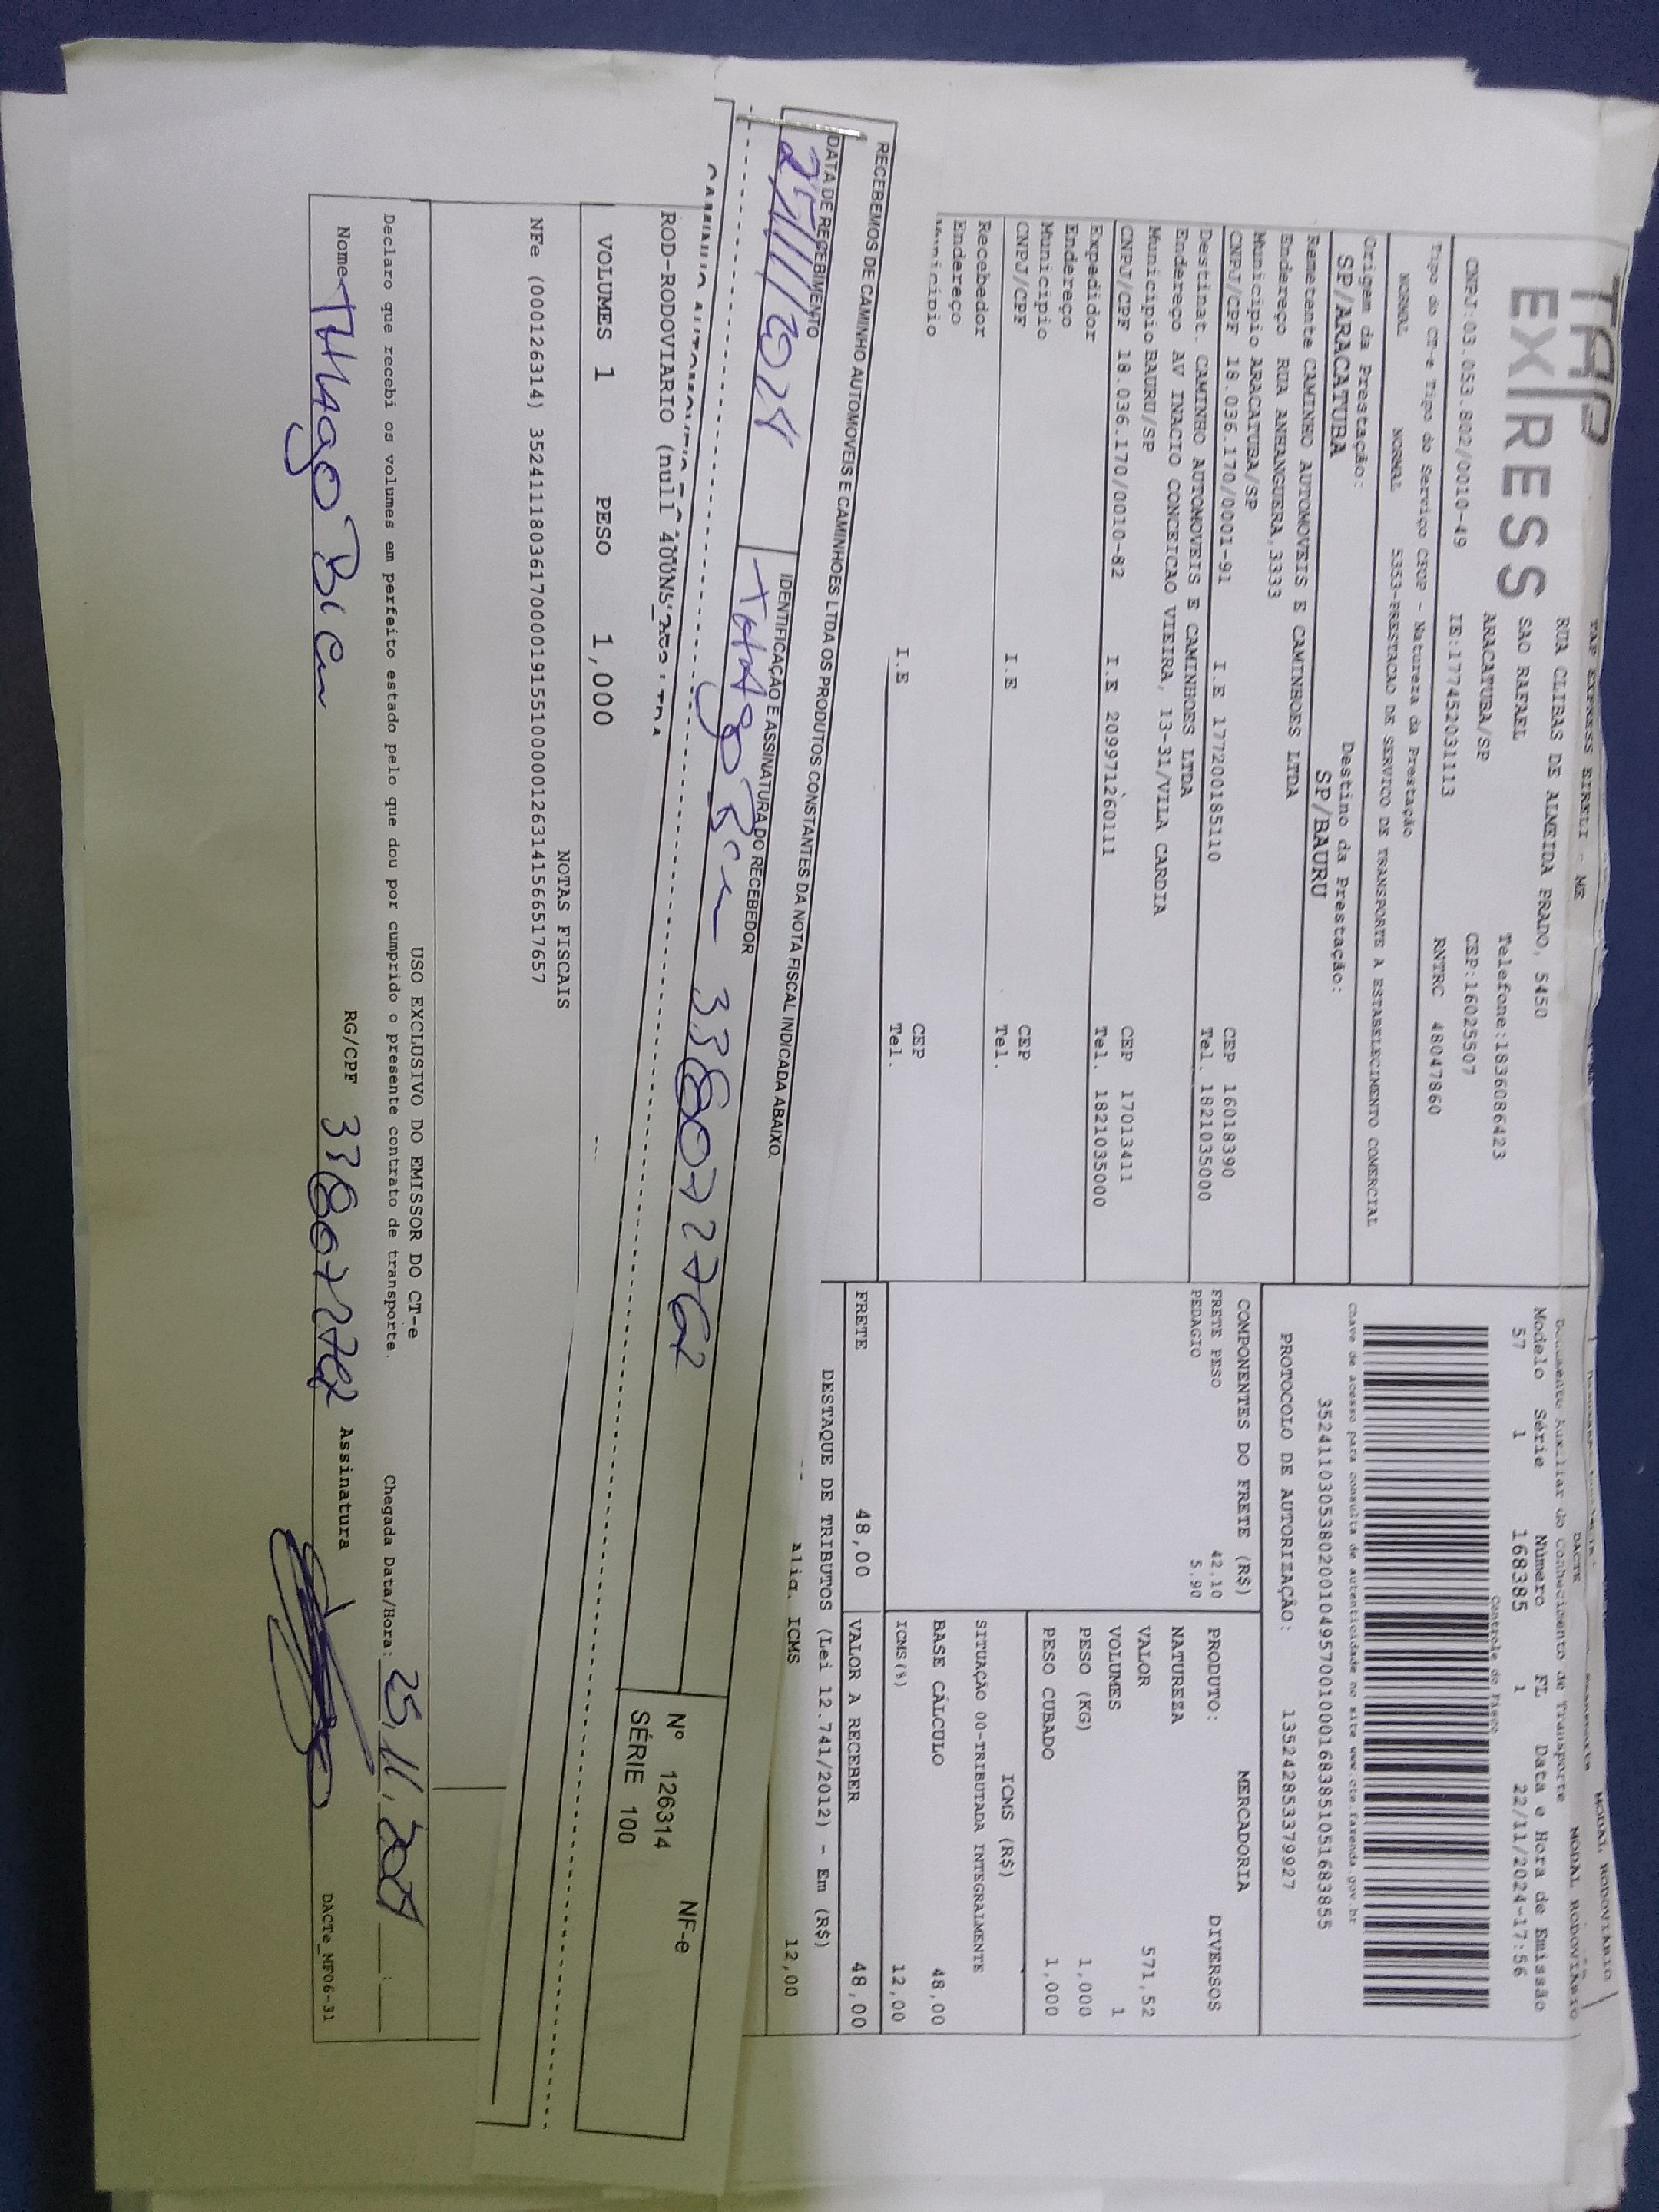 TAP EXPRESS EIRELI - ME
TAP
EXPRESS
RUA CLIBAS DE ALMEIDA PRADO, 5450
SAO RAFAEL
Telefone:1836086423
ARACATUBA/SP
CEP:16025507
CNPJ:03.053.802/0010-49
IE:177452031113
RNTRC 48047860
Tipo do CT-e Tipo do Serviço CFOP - Natureza da Prestação
NORMAL NORMAL 5353-PRESTACAO DE SERVICO DE TRANSPORTE A ESTABELECIMENTO COMERCIAL
Origem da Prestação:
Destino da Prestação:
SP/ARACATUBA
SP/BAURU
Remetante CAMINHO AUTOMOVEIS E CAMINHOES LTDA
Endereço RUA ANHANGUERA,3333
Municipio ARACATUBA/SP
CEP 16018390
CNPJ/CPF 18.036.170/0001-91 I.E 177200185110 Tel. 1821035000
Destinat. CAMINHO AUTOMOVEIS E CAMINHOES LTDA
Endereço AV INACIO CONCEICAO VIEIRA, 13-31/VILA CARDIA
Municipio BAURU/SP
CEP 17013411
CNPJ/CPF 18.036.170/0010-82 I.E 209971260111 Tel. 1821035000
Expedidor
Endereço
Municipio
CEP
CNPJ/CPF I.E Tel.
Recebedor
Endereço
Municipio
CEP
I.E Tel.
MODAL RODOVIÁRIO
DACTE
MODAL RODOVIÁRIO
Documento Auxiliar do Conhecimento de Transporte
Modelo Série Número FL Data e Hora de Emissão
57 1 168385 1 22/11/2024-17:56
Controle do Fisco
Chave de acesso para consulta de autenticidade no site www.cte.fazenda.gov.br
35241103053802001049570010001683851051683855
PROTOCOLO DE AUTORIZAÇÃO: 135242853379927
COMPONENTES DO FRETE (R$)
FRETE PESO 42,10
PEDAGIO 5,90
MERCADORIA
PRODUTO: DIVERSOS
NATUREZA
VALOR 571,52
VOLUMES 1
PESO (KG) 1,000
PESO CUBADO 1,000
ICMS (R$)
SITUAÇÃO 00-TRIBUTADA INTEGRALMENTE
BASE CÁLCULO 48,00
ICMS(%) 12,00
FRETE 48,00 VALOR A RECEBER 48,00
DESTAQUE DE TRIBUTOS (Lei 12.741/2012) - Em (R$)
Aliq. ICMS 12,00
RECEBEMOS DE CAMINHO AUTOMOVEIS E CAMINHOES LTDA OS PRODUTOS CONSTANTES DA NOTA FISCAL INDICADA ABAIXO.
DATA DE RECEBIMENTO
IDENTIFICAÇÃO E ASSINATURA DO RECEBEDOR
25/11/2024
NF-e
Nº 126314
SÉRIE 100
ROD-RODOVIARIO (null
VOLUMES 1 PESO 1,000
NOTAS FISCAIS
NFe (000126314) 35241118036170000191551000001263141566517657
USO EXCLUSIVO DO EMISSOR DO CT-e
Declaro que recebi os volumes em perfeito estado pelo que dou por cumprido o presente contrato de transporte.
Chegada Data/Hora: 25, 11, 2024
Nome THIAGO
RG/CPF
Assinatura
DACTe_MF06-31